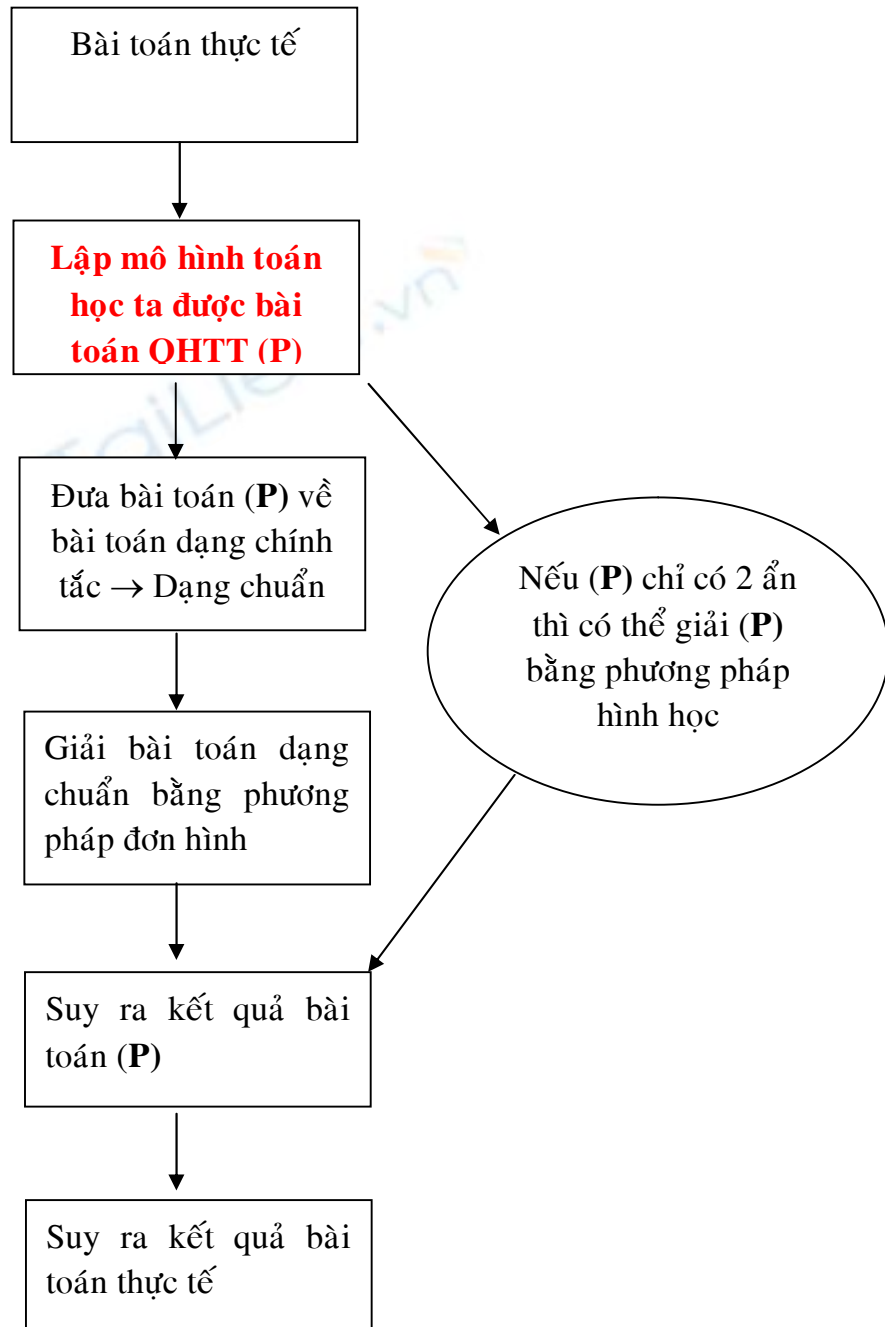 Bài toán thực tế
Lập mô hình toán
học ta được bài
toán QHTT (P)
Đưa bài toán (P) về
bài toán dạng chính
tắc → Dạng chuẩn
Nếu (P) chỉ có 2 ẩn
thì có thể giải (P)
bằng phương pháp
hình học
Giải bài toán dạng
chuẩn bằng phương
pháp đơn hình
Suy ra kết quả bài
toán (P)
Suy ra kết quả bài
toán thực tế